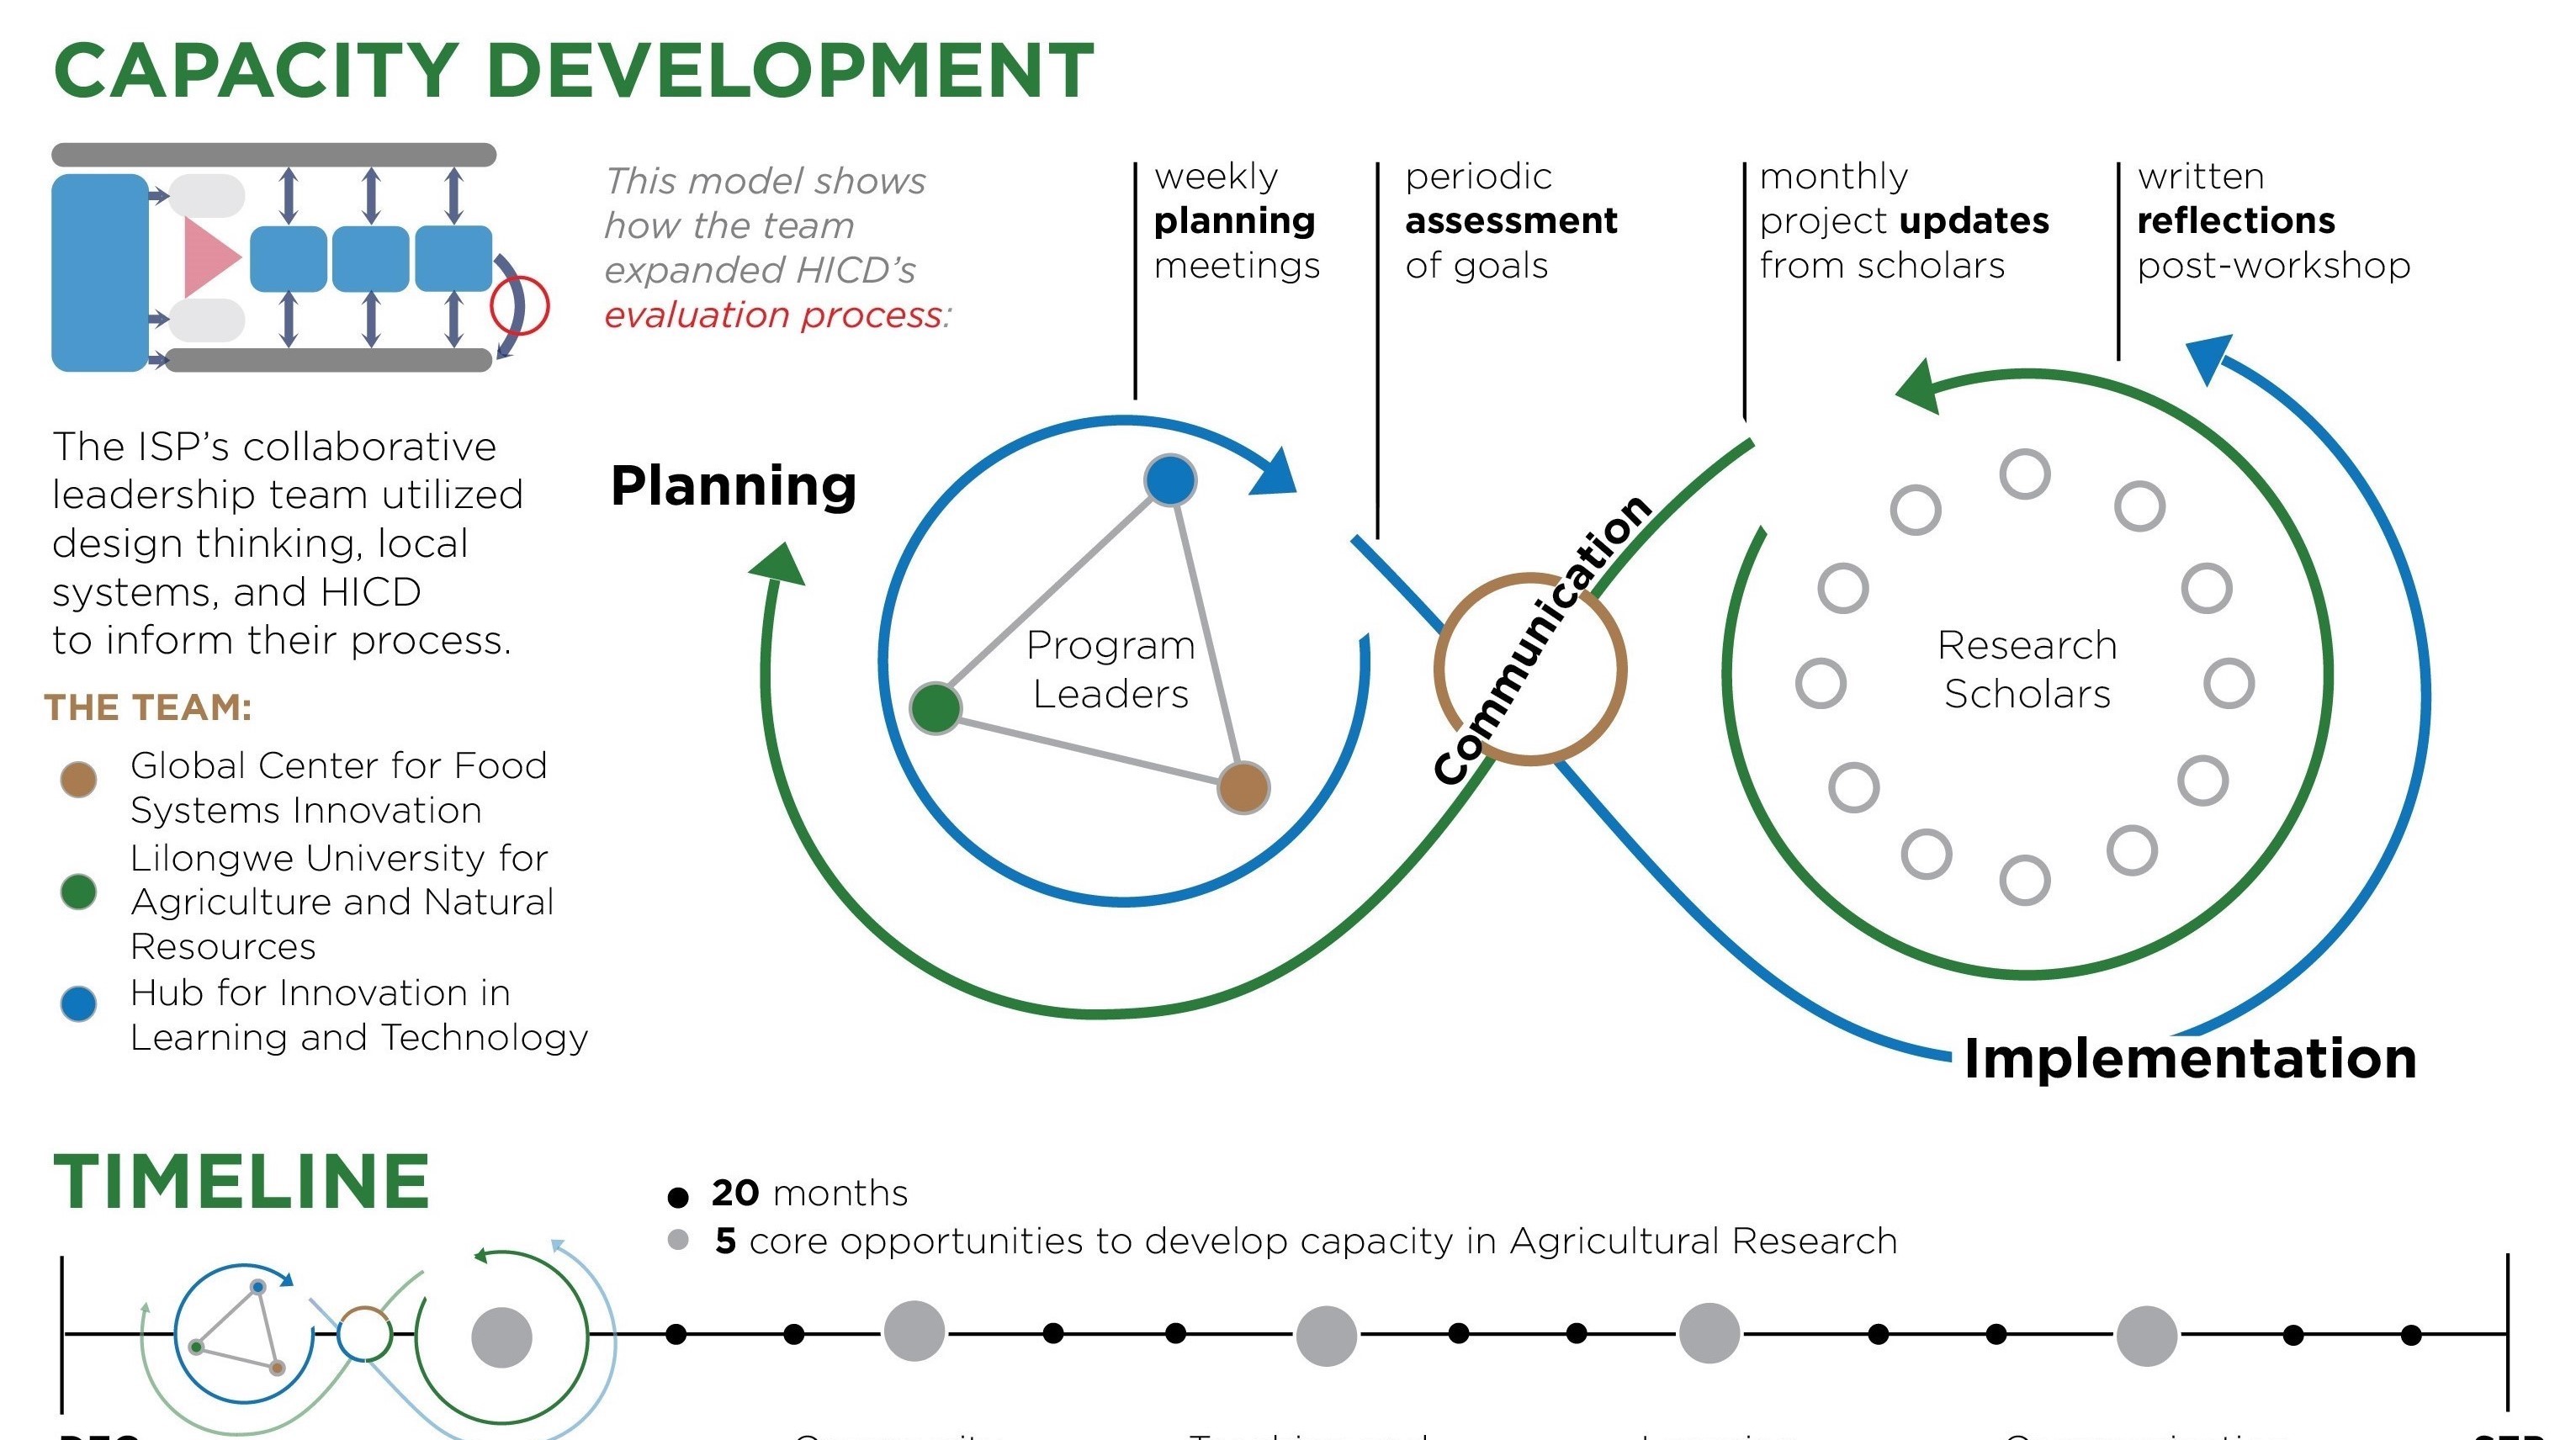 CAPACITY DEVELOPMENT
This model shows
how the team
expanded HICD’s
evaluation process:
weekly
planning
meetings
periodic
assessment
of goals
monthly
project updates
from scholars
written
reflections
post-workshop
The ISP’s collaborative
leadership team utilized
design thinking, local
systems, and HICD
to inform their process.
THE TEAM:
Global Center for Food
Systems Innovation
Lilongwe University for
Agriculture and Natural
Resources
Hub for Innovation in
Learning and Technology
Planning
Program
Leaders
Communication
Research
Scholars
Implementation
TIMELINE
20 months
5 core opportunities to develop capacity in Agricultural Research